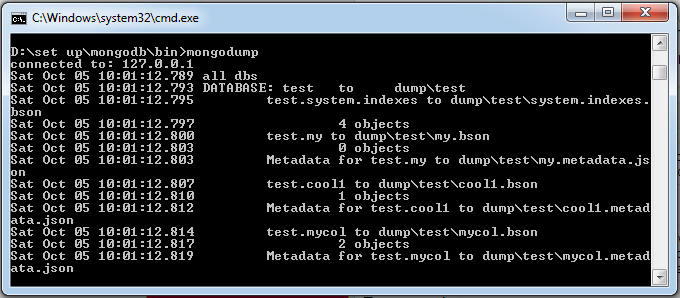 C:\Windows\system32\cmd.exe
D:\set up\mongodb\bin>mongodump
connected to: 127.0.0.1
Sat Oct 05 10:01:12.789 all dbs
Sat Oct 05 10:01:12.793 DATABASE: test   to     dump\test
Sat Oct 05 10:01:12.795         test.system.indexes to dump\test\system.indexes.
bson
Sat Oct 05 10:01:12.797                  4 objects
Sat Oct 05 10:01:12.800         test.my to dump\test\my.bson
Sat Oct 05 10:01:12.803                  0 objects
Sat Oct 05 10:01:12.803         Metadata for test.my to dump\test\my.metadata.js
on
Sat Oct 05 10:01:12.807         test.cool1 to dump\test\cool1.bson
Sat Oct 05 10:01:12.810                  1 objects
Sat Oct 05 10:01:12.812         Metadata for test.cool1 to dump\test\cool1.metad
ata.json
Sat Oct 05 10:01:12.814         test.mycol to dump\test\mycol.bson
Sat Oct 05 10:01:12.817                  2 objects
Sat Oct 05 10:01:12.819         Metadata for test.mycol to dump\test\mycol.metad
ata.json